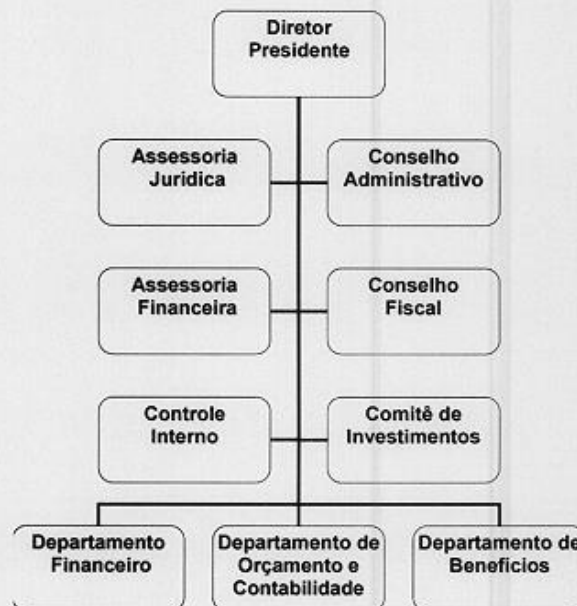 Diretor
Presidente
Assessoria
Jurídica
Conselho
Administrativo
Assessoria
Financeira
Conselho
Fiscal
Controle
Interno
Comitê de
Investimentos
Departamento
Financeiro
Departamento de
Orçamento e
Contabilidade
Departamento de
Benefícios